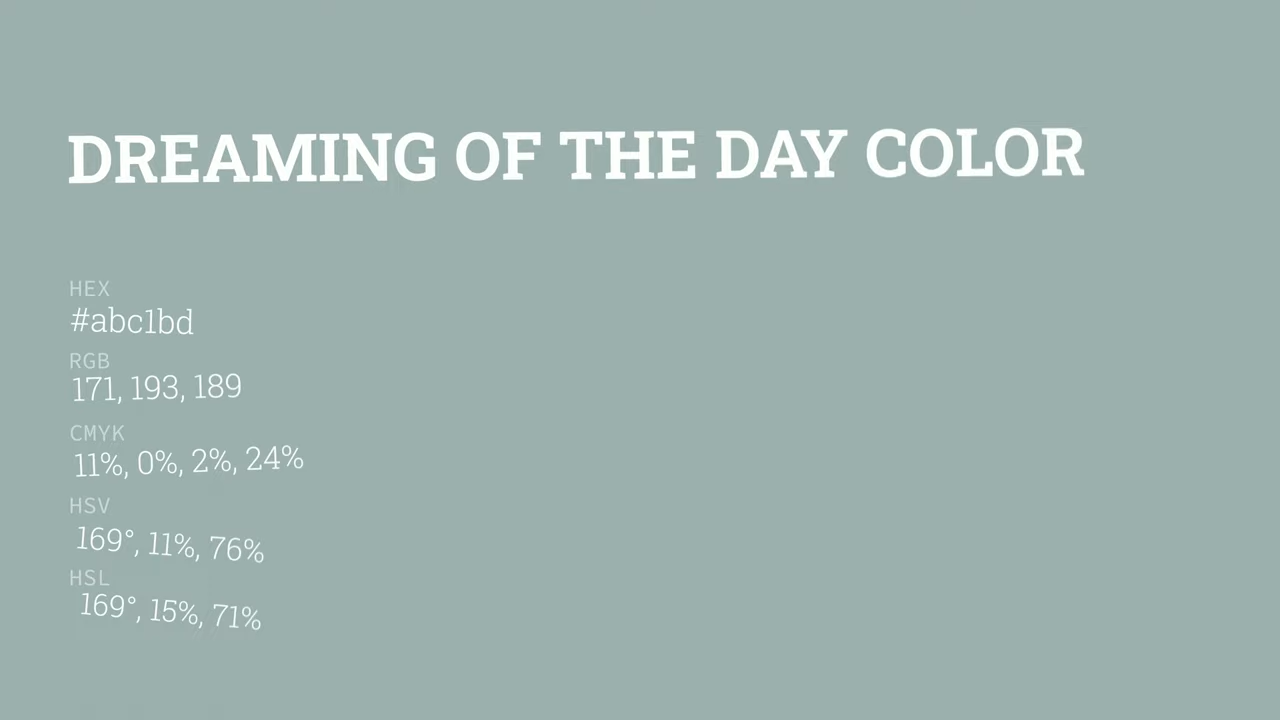 DREAMING OF THE DAY COLOR
HEX
#abc1bd
RGB
171, 193, 189
CMYK
11%, 0%, 2%, 24%
HSV
169°, 11%, 76%
HSL
169°, 15%, 71%